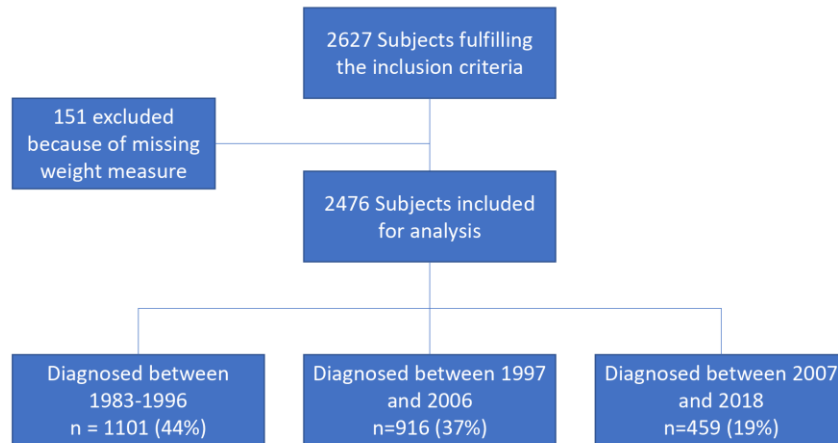 2627 Subjects fulfilling
the inclusion criteria
151 excluded
because of missing
weight measure
2476 Subjects included
for analysis
Diagnosed between
1983-1996
n = 1101 (44%)
Diagnosed between 1997
and 2006
n=916 (37%)
Diagnosed between 2007
and 2018
n=459 (19%)